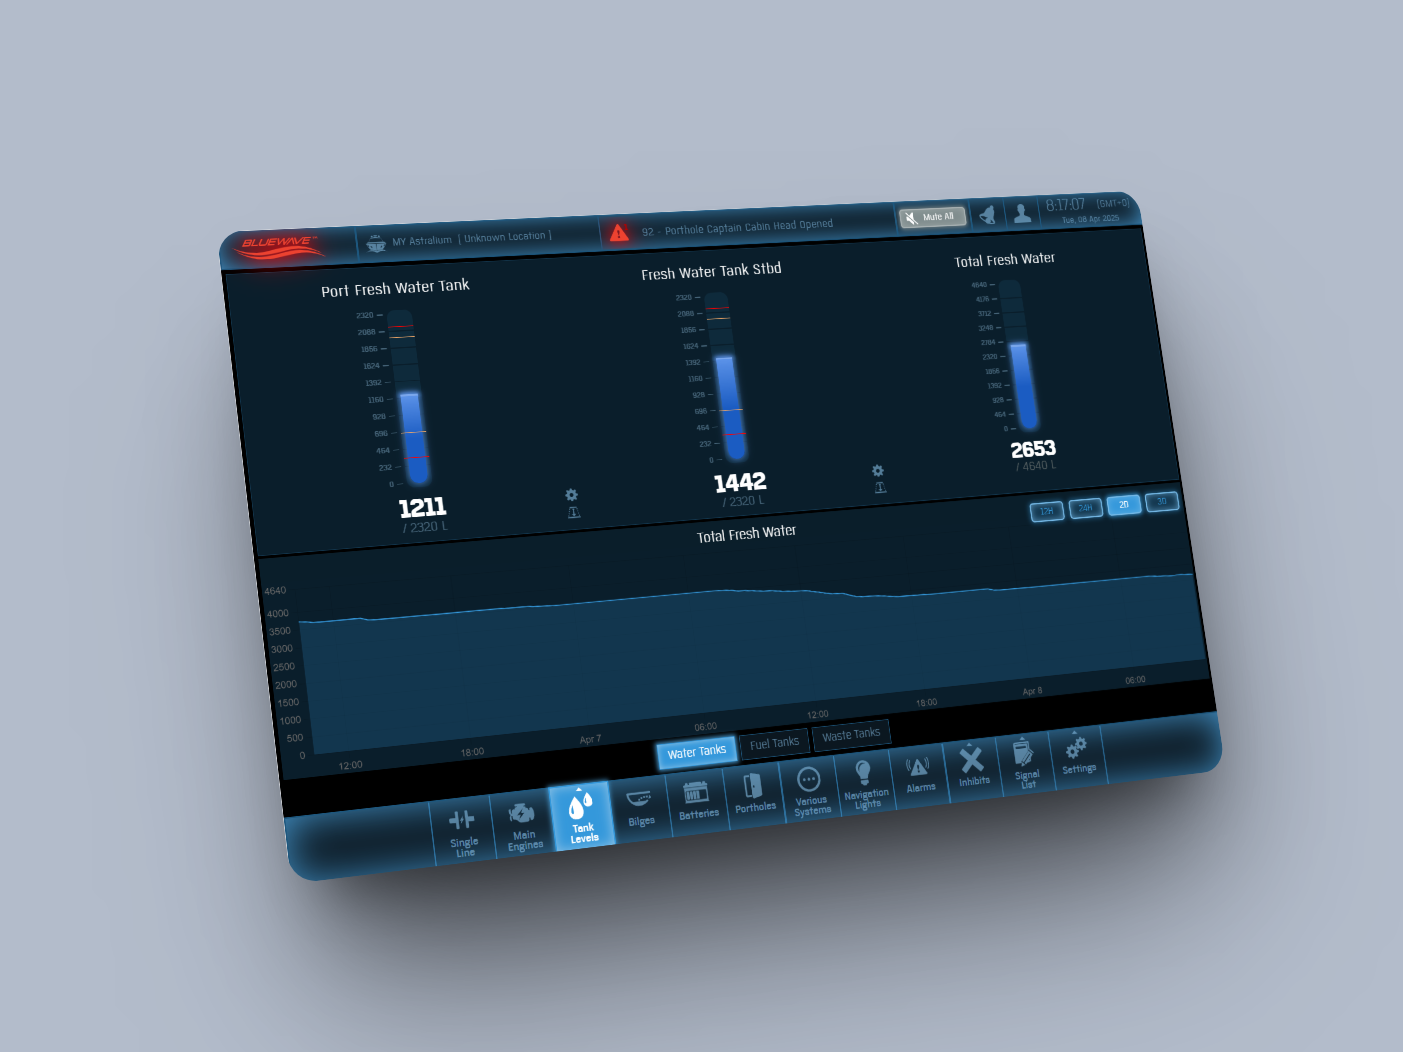 BLUEWAVE
MY Astralium [ Unknown Location ]
92 - Porthole Captain Cabin Head Opened
Mute All
8:17:07 (GMT+0)
Tue, 08 Apr 2025
Port Fresh Water Tank
2320
2088
1856
1624
1392
1160
928
696
464
232
0
1211
/ 2320 L
Fresh Water Tank Stbd
2320
2088
1856
1624
1392
1160
928
696
464
232
0
1442
/ 2320 L
Total Fresh Water
4640
4176
3712
3248
2784
2320
1856
1392
928
464
0
2653
/ 4640 L
Total Fresh Water
12H
24H
2D
3D
4640
4000
3500
3000
2500
2000
1500
1000
500
0
12:00
18:00
Apr 7
06:00
12:00
18:00
Apr 8
06:00
Water Tanks
Fuel Tanks
Waste Tanks
Single
Line
Main
Engines
Tank
Levels
Bilges
Batteries
Portholes
Various
Systems
Navigation
Lights
Alarms
Inhibits
Signal
List
Settings